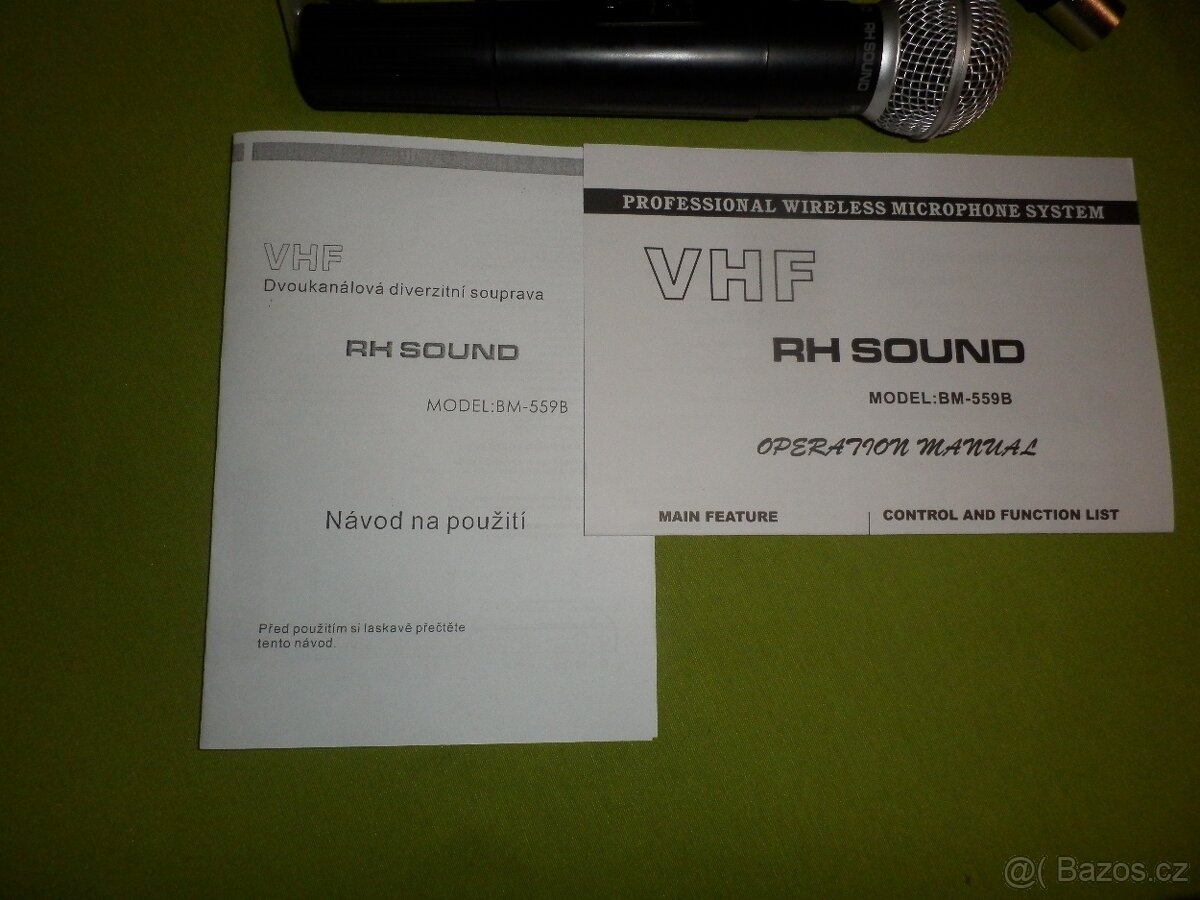 RH SOUND
VHF
Dvoukanálová diverzitní souprava
RH SOUND
MODEL:BM-559B
Návod na použití
Před použitím si laskavě přečtěte
tento návod.
PROFESSIONAL WIRELESS MICROPHONE SYSTEM
VHF
RH SOUND
MODEL:BM-559B
OPERATION MANUAL
MAIN FEATURE
CONTROL AND FUNCTION LIST
@( Bazos.cz